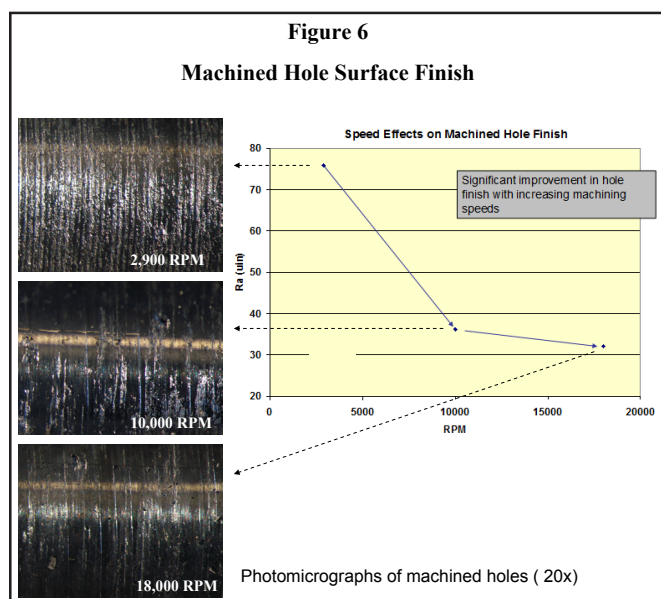 Figure 6
Machined Hole Surface Finish
2,900 RPM
10,000 RPM
18,000 RPM
Speed Effects on Machined Hole Finish
Significant improvement in hole
finish with increasing machining
speeds
Ra (uin)
80
70
60
50
40
30
20
0
5000
10000
15000
20000
RPM
Photomicrographs of machined holes ( 20x)